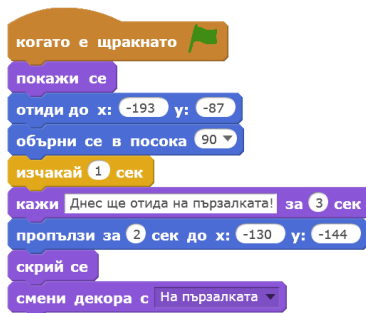 когато е щракнато
покажи се
отиди до x: -193 y: -87
обърни се в посока 90
изчакай 1 сек
кажи Днес ще отида на пързалката! за 3 сек
пропълзи за 2 сек до x: -130 y: -144
скрий се
смени декора с На пързалката